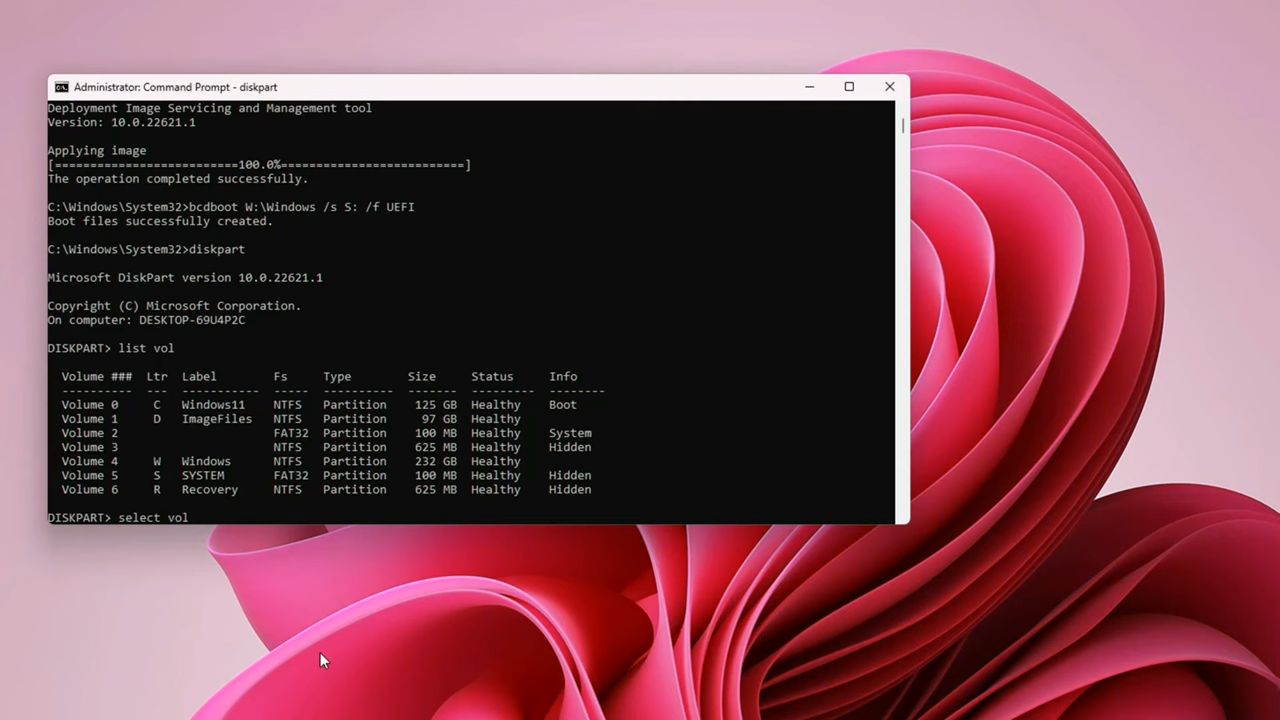 Administrator: Command Prompt - diskpart
Deployment Image Servicing and Management tool
Version: 10.0.22621.1
Applying image
[==========================100.0%==========================]
The operation completed successfully.
C:\Windows\System32>bcdboot W:\Windows /s S: /f UEFI
Boot files successfully created.
C:\Windows\System32>diskpart
Microsoft DiskPart version 10.0.22621.1
Copyright (C) Microsoft Corporation.
On computer: DESKTOP-69U4P2C
DISKPART> list vol
  Volume ###  Ltr  Label        Fs     Type        Size     Status     Info
  ----------  ---  -----------  -----  ----------  -------  ---------  --------
  Volume 0     C   Windows11    NTFS   Partition    125 GB  Healthy    Boot
  Volume 1     D   ImageFiles   NTFS   Partition     97 GB  Healthy
  Volume 2                      FAT32  Partition    100 MB  Healthy    System
  Volume 3                      NTFS   Partition    625 MB  Healthy    Hidden
  Volume 4     W   Windows      NTFS   Partition    232 GB  Healthy
  Volume 5     S   SYSTEM       FAT32  Partition    100 MB  Healthy    Hidden
  Volume 6     R   Recovery     NTFS   Partition    625 MB  Healthy    Hidden
DISKPART> select vol